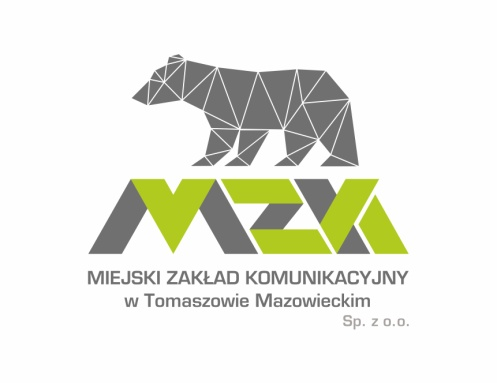 MZK
MIEJSKI ZAKŁAD KOMUNIKACYJNY
w Tomaszowie Mazowieckim
Sp. z o.o.